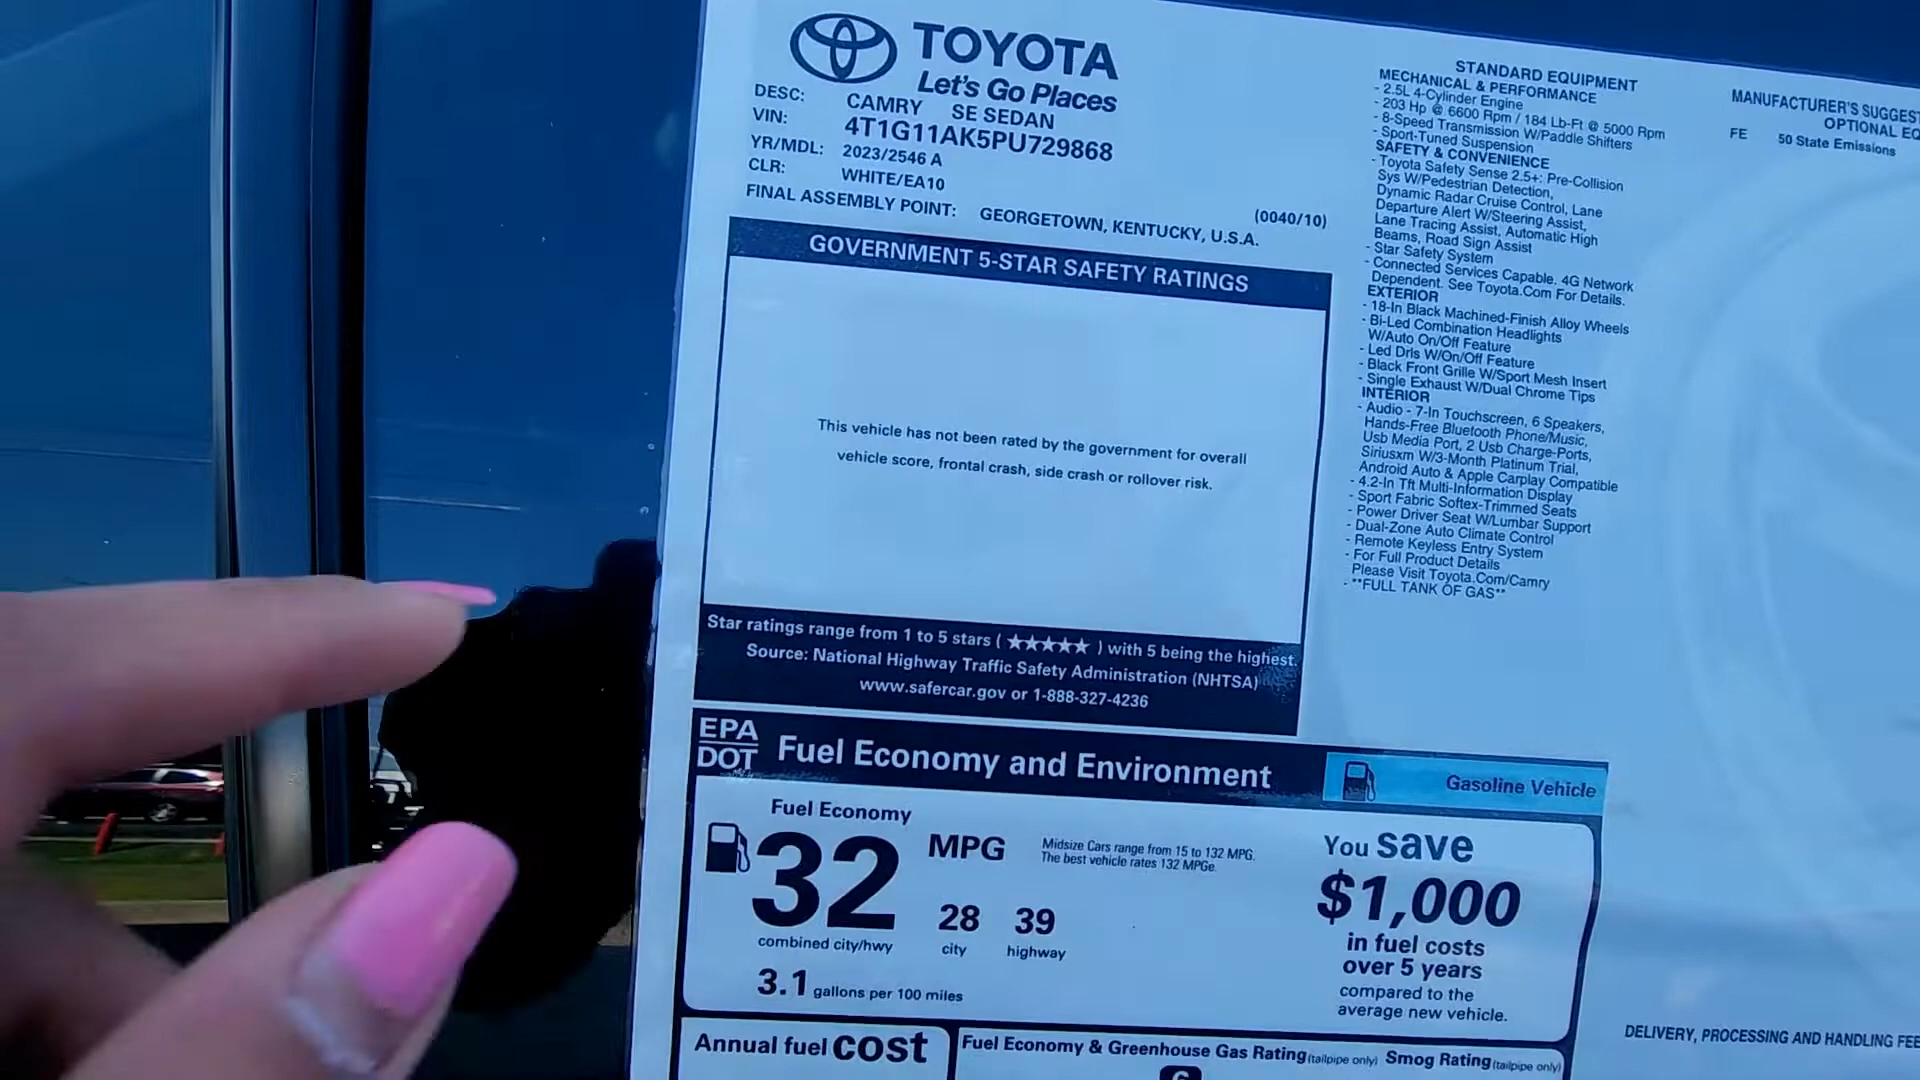 TOYOTA
Let's Go Places
DESC: CAMRY SE SEDAN
VIN: 4T1G11AK5PU729868
YR/MDL: 2023/2546 A
CLR: WHITE/EA10
FINAL ASSEMBLY POINT: GEORGETOWN, KENTUCKY, U.S.A.
(0040/10)
GOVERNMENT 5-STAR SAFETY RATINGS
This vehicle has not been rated by the government for overall
vehicle score, frontal crash, side crash or rollover risk.
Star ratings range from 1 to 5 stars ( ★★★★★ ) with 5 being the highest.
Source: National Highway Traffic Safety Administration (NHTSA)
www.safercar.gov or 1-888-327-4236
EPA
DOT
Fuel Economy and Environment
Gasoline Vehicle
Fuel Economy
32 MPG
combined city/hwy
28 39
city highway
Midsize Cars range from 15 to 132 MPG.
The best vehicle rates 132 MPGe.
3.1 gallons per 100 miles
You save
$1,000
in fuel costs
over 5 years
compared to the
average new vehicle.
Annual fuel cost
Fuel Economy & Greenhouse Gas Rating (tailpipe only) Smog Rating (tailpipe only)
STANDARD EQUIPMENT
MECHANICAL & PERFORMANCE
- 2.5L 4-Cylinder Engine
- 203 Hp @ 6600 Rpm / 184 Lb-Ft @ 5000 Rpm
- 8-Speed Transmission W/Paddle Shifters
- Sport-Tuned Suspension
SAFETY & CONVENIENCE
- Toyota Safety Sense 2.5+: Pre-Collision
Sys W/Pedestrian Detection,
Dynamic Radar Cruise Control, Lane
Departure Alert W/Steering Assist,
Lane Tracing Assist, Automatic High
Beams, Road Sign Assist
- Star Safety System
- Connected Services Capable. 4G Network
Dependent. See Toyota.Com For Details.
EXTERIOR
- 18-In Black Machined-Finish Alloy Wheels
- Bi-Led Combination Headlights
W/Auto On/Off Feature
- Led Drls W/On/Off Feature
- Black Front Grille W/Sport Mesh Insert
- Single Exhaust W/Dual Chrome Tips
INTERIOR
- Audio - 7-In Touchscreen, 6 Speakers,
Hands-Free Bluetooth Phone/Music,
Usb Media Port, 2 Usb Charge-Ports,
Siriusxm W/3-Month Platinum Trial,
Android Auto & Apple Carplay Compatible
- 4.2-In Tft Multi-Information Display
- Sport Fabric Softex-Trimmed Seats
- Power Driver Seat W/Lumbar Support
- Dual-Zone Auto Climate Control
- Remote Keyless Entry System
- For Full Product Details
Please Visit Toyota.Com/Camry
- **FULL TANK OF GAS**
MANUFACTURER'S SUGGEST
OPTIONAL EQ
FE 50 State Emissions
DELIVERY, PROCESSING AND HANDLING FEE